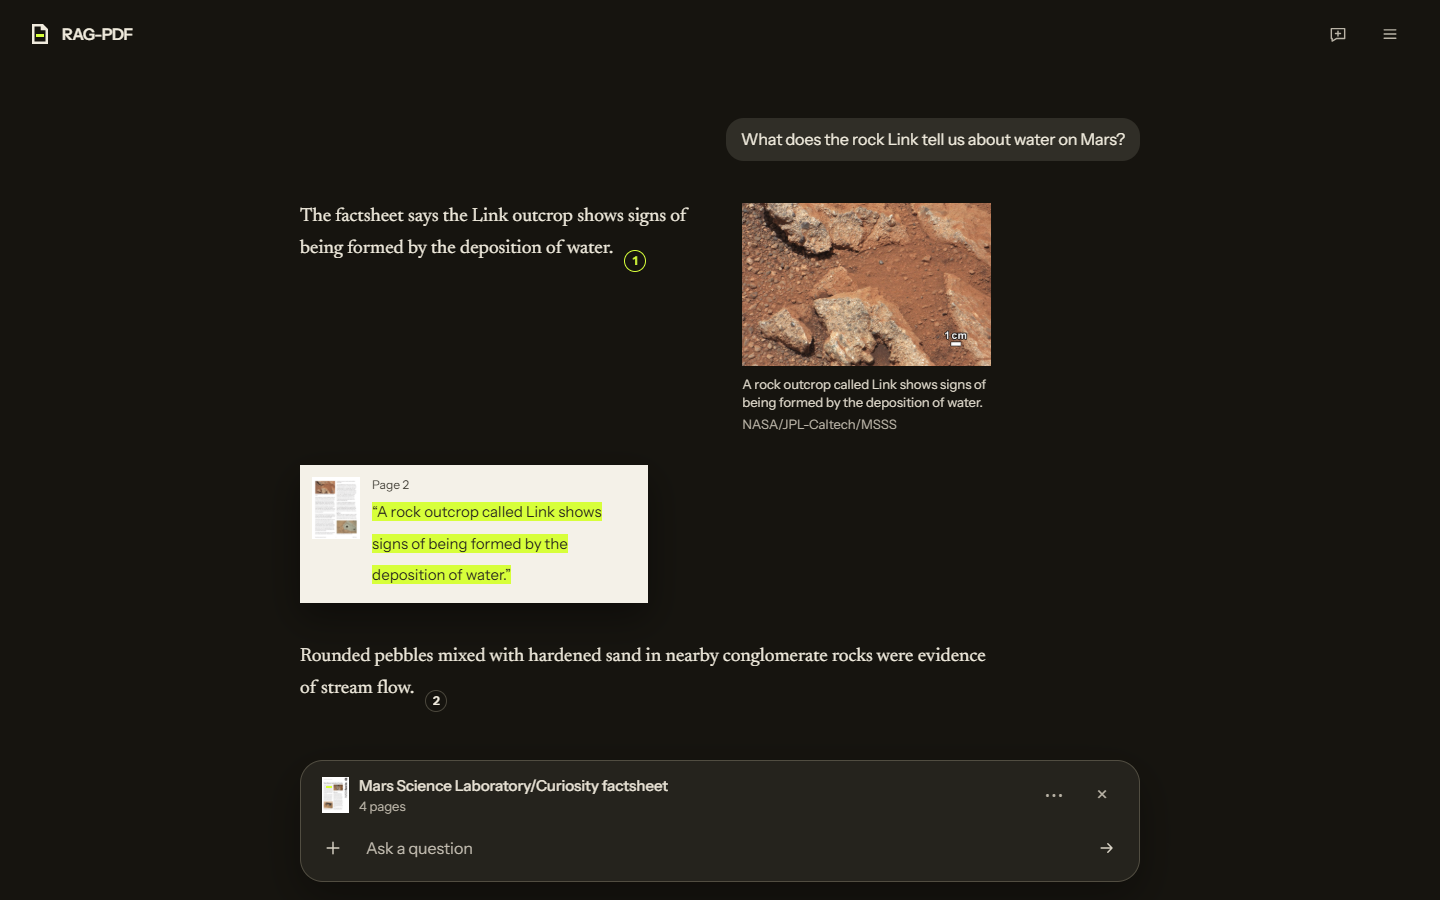 RAG-PDF
What does the rock Link tell us about water on Mars?
The factsheet says the Link outcrop shows signs of
being formed by the deposition of water. 1
1 cm
A rock outcrop called Link shows signs of
being formed by the deposition of water.
NASA/JPL-Caltech/MSSS
Page 2
“A rock outcrop called Link shows
signs of being formed by the
deposition of water.”
Rounded pebbles mixed with hardened sand in nearby conglomerate rocks were evidence
of stream flow. 2
Mars Science Laboratory/Curiosity factsheet
4 pages
Ask a question